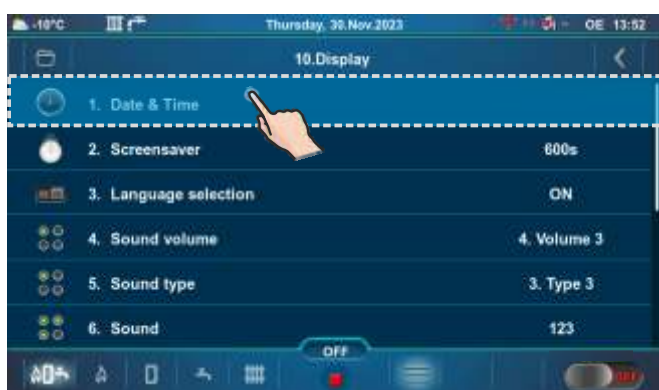 -10°C Thursday, 30.Nov.2023 OE 13:52
10.Display
1. Date & Time
2. Screensaver 600s
3. Language selection ON
4. Sound volume 4. Volume 3
5. Sound type 3. Type 3
6. Sound 123
OFF
OFF